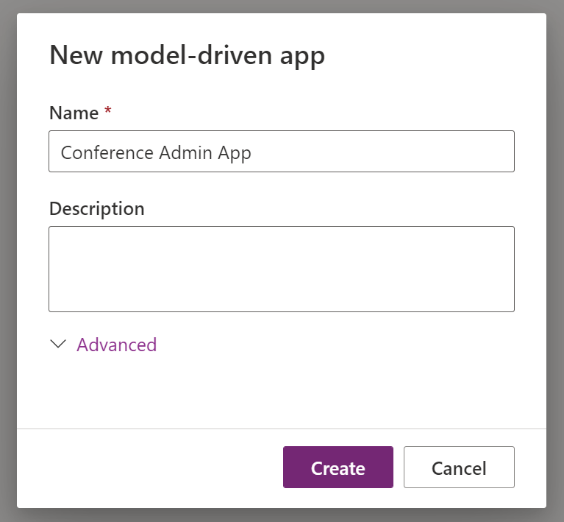 New model-driven app
Name *
Conference Admin App
Description
Advanced
Create Cancel